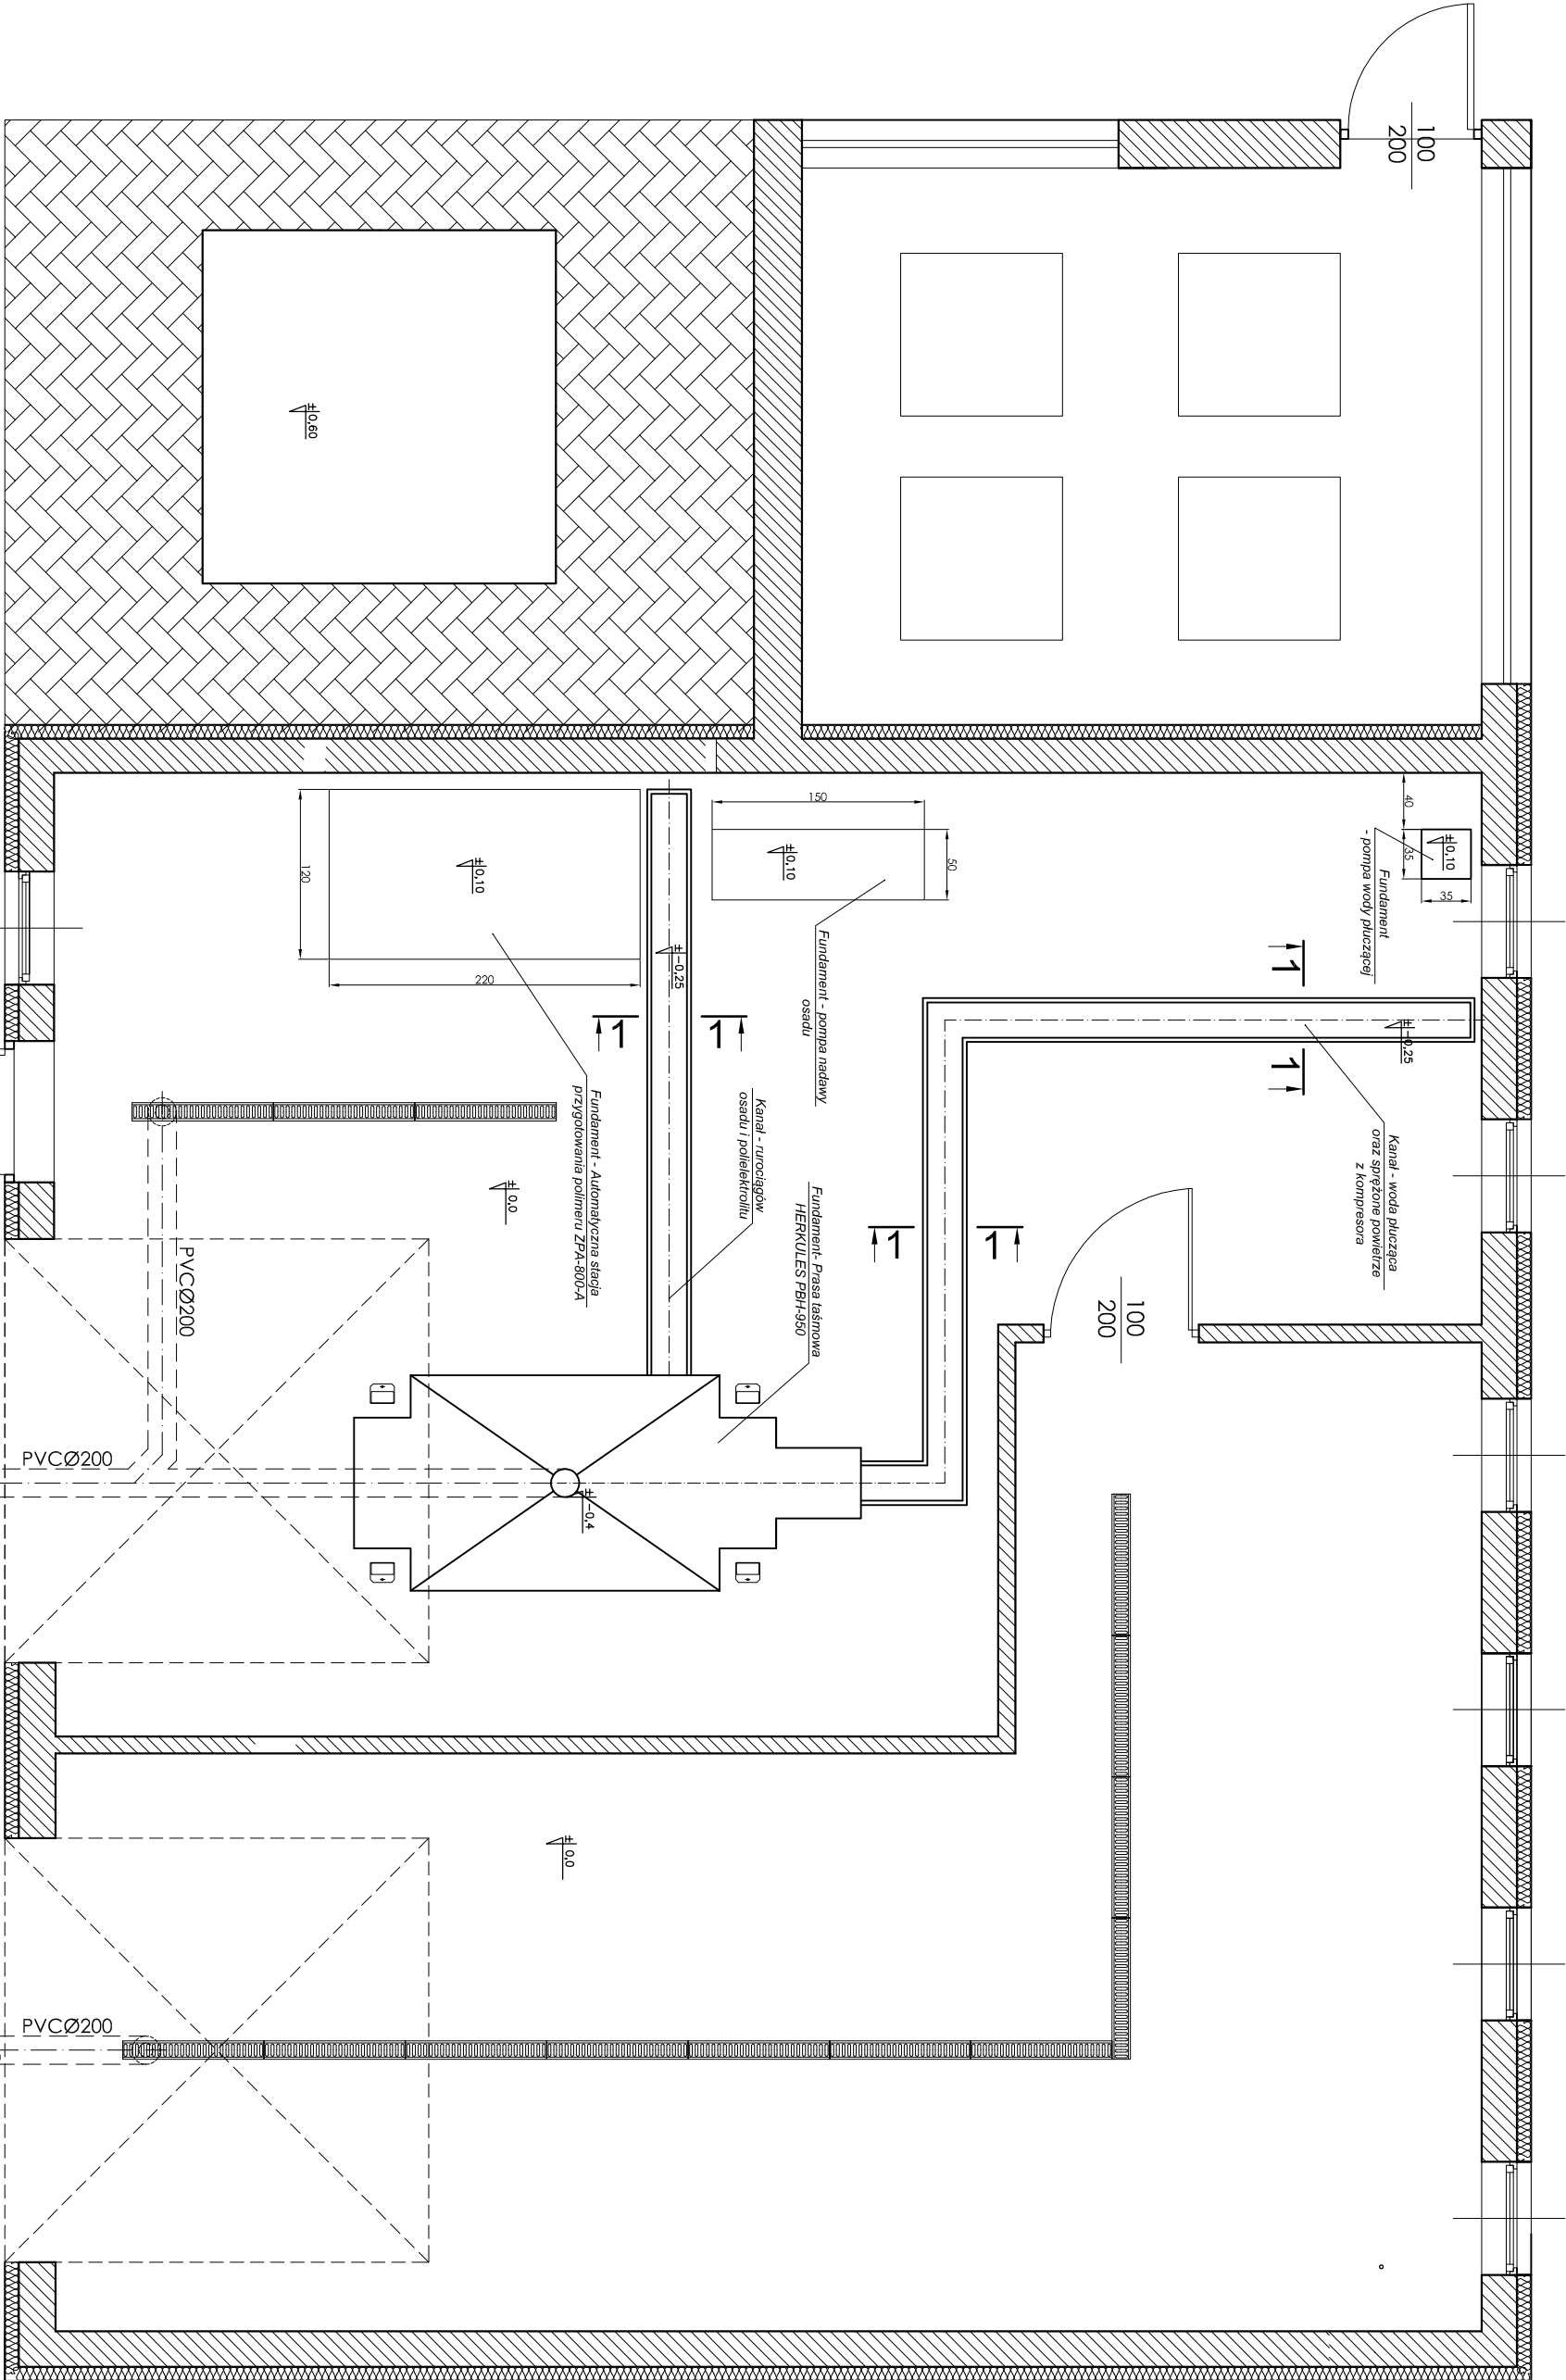 100
200
±0,60
40
±0,10
35
35
Fundament
- pompa wody płuczącej
150
50
±0,10
±0,10
120
220
±-0,25
Fundament - pompa nadawy
osadu
1
1
±-0,25
1
1
Kanał - woda płucząca
oraz sprężone powietrze
z kompresora
Kanał - rurociągów
osadu i polielektrolitu
Fundament - Automatyczna stacja
przygotowania polimeru ZPA-800-A
Fundament- Prasa taśmowa
HERKULES PBH-950
1
1
± 0,0
100
200
PVCØ200
PVCØ200
±-0,4
± 0,0
PVCØ200